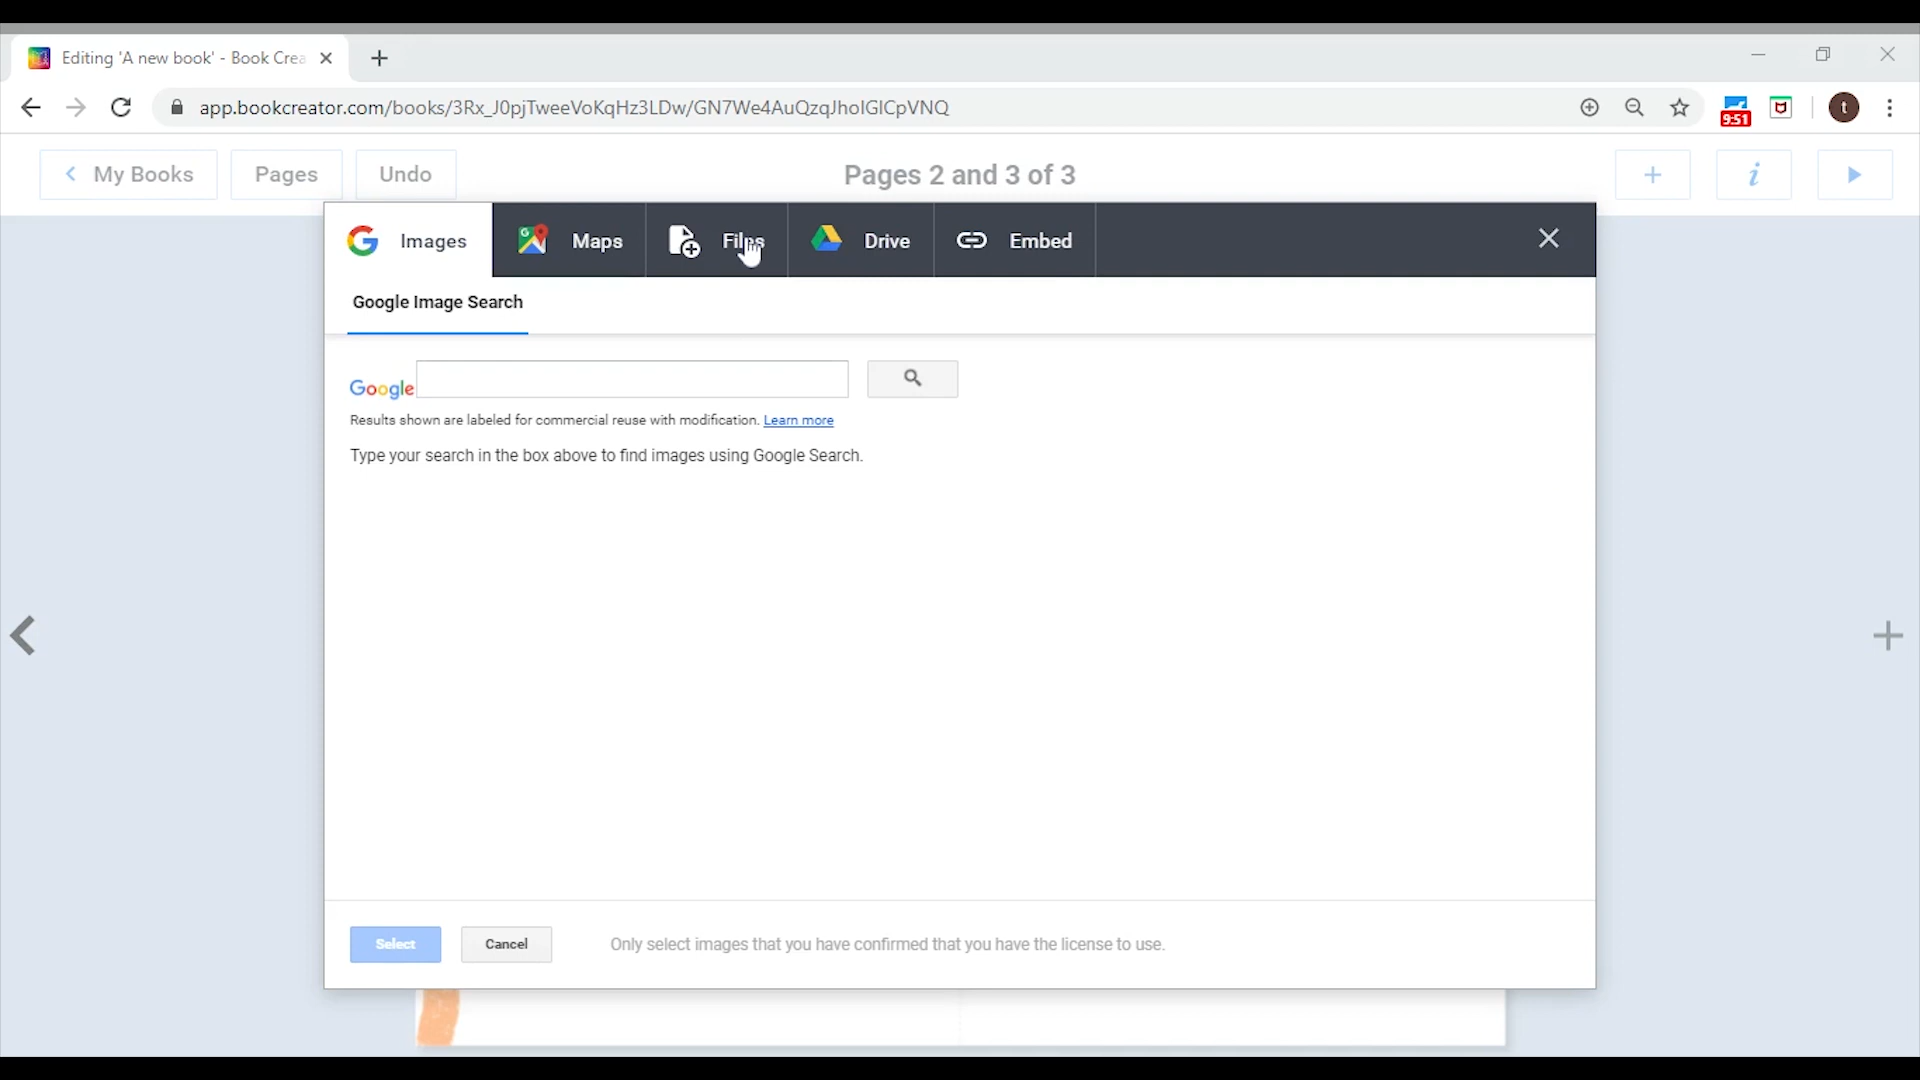 Editing 'A new book' - Book Crea
app.bookcreator.com/books/3Rx_J0pjTweeVoKqHz3LDw/GN7We4AuQzqJholGlCpVNQ
9:51
t
My Books
Pages
Undo
Pages 2 and 3 of 3
i
Images
Maps
Files
Drive
Embed
Google Image Search
Google
Results shown are labeled for commercial reuse with modification. Learn more
Type your search in the box above to find images using Google Search.
Select
Cancel
Only select images that you have confirmed that you have the license to use.